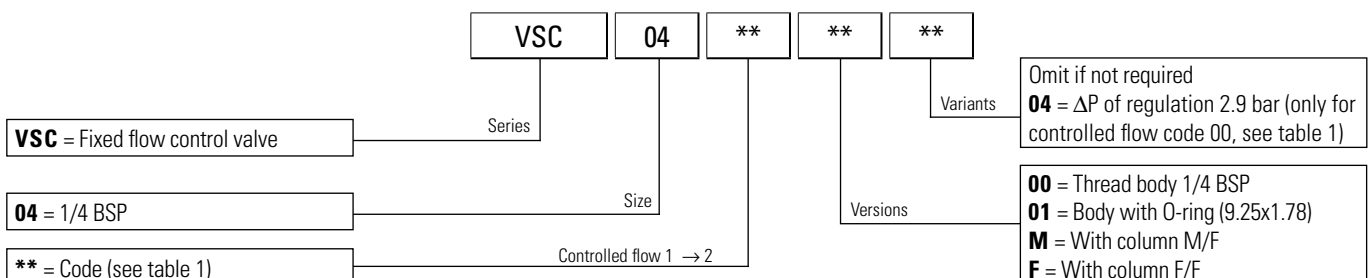 VSC 04 ** ** **
Omit if not required
04 = ΔP of regulation 2.9 bar (only for
controlled flow code 00, see table 1)
Variants
Series
VSC = Fixed flow control valve
00 = Thread body 1/4 BSP
01 = Body with O-ring (9.25x1.78)
M = With column M/F
F = With column F/F
Versions
Size
04 = 1/4 BSP
Controlled flow 1 → 2
** = Code (see table 1)